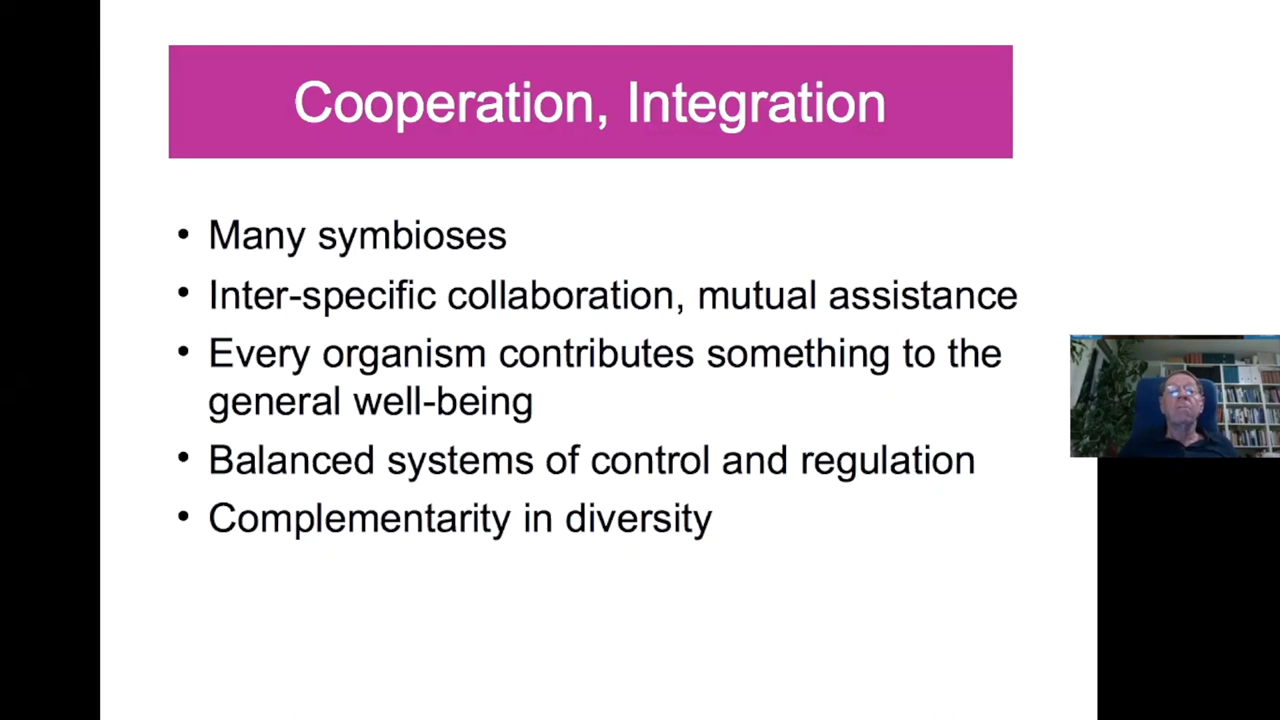 Cooperation, Integration
• Many symbioses
• Inter-specific collaboration, mutual assistance
• Every organism contributes something to the
general well-being
• Balanced systems of control and regulation
• Complementarity in diversity